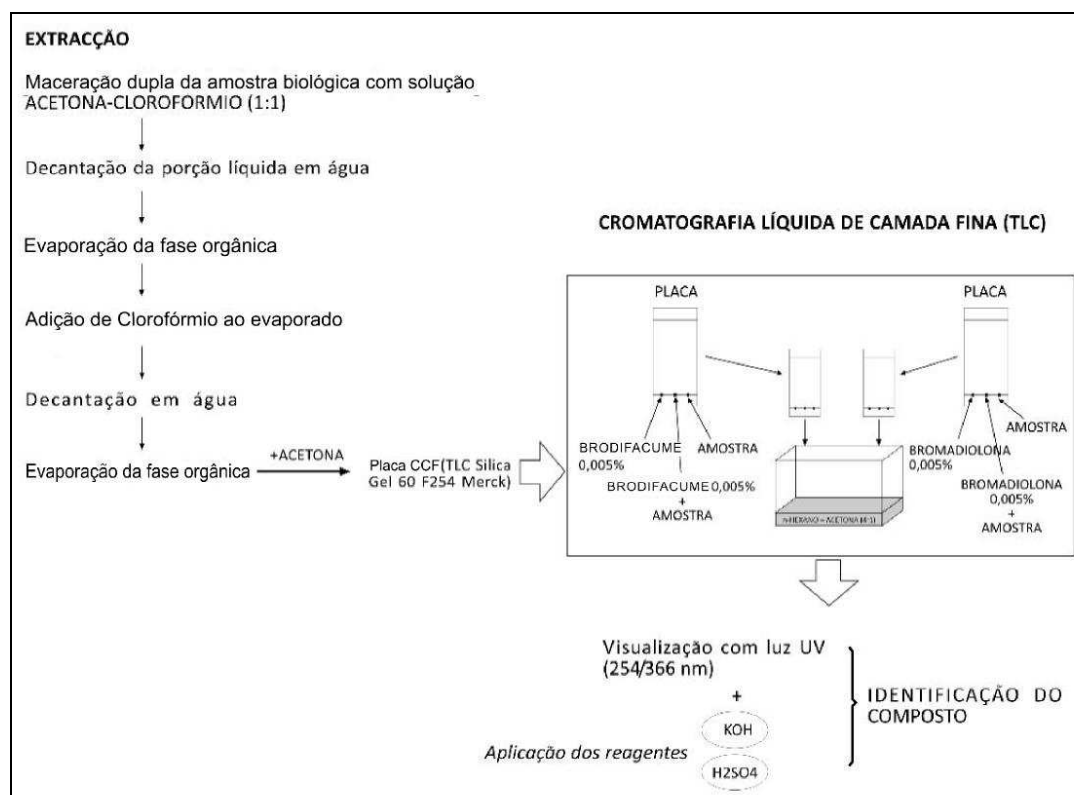 EXTRACÇÃO
Maceração dupla da amostra biológica com solução
ACETONA-CLOROFORMIO (1:1)
Decantação da porção líquida em água
Evaporação da fase orgânica
Adição de Clorofórmio ao evaporado
Decantação em água
Evaporação da fase orgânica
+ACETONA
Placa CCF(TLC Silica
Gel 60 F254 Merck)
CROMATOGRAFIA LÍQUIDA DE CAMADA FINA (TLC)
PLACA
BRODIFACUME
0,005%
AMOSTRA
BRODIFACUME 0,005%
+
AMOSTRA
n-HEXANO – ACETONA (4:1)
PLACA
BROMADIOLONA
0,005%
AMOSTRA
BROMADIOLONA
0,005%
+
AMOSTRA
Visualização com luz UV
(254/366 nm)
+
Aplicação dos reagentes
KOH
H2SO4
IDENTIFICAÇÃO DO
COMPOSTO